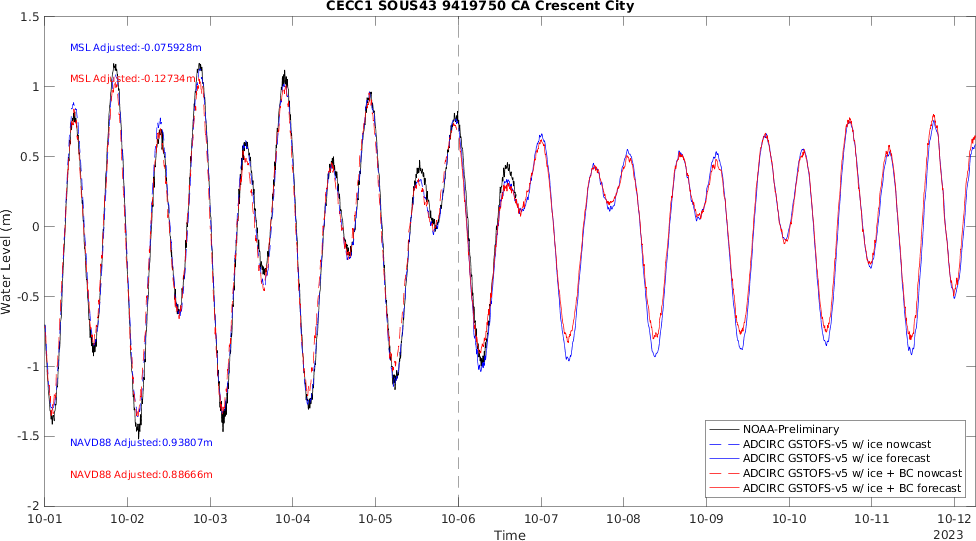 CECC1 SOUS43 9419750 CA Crescent City
1.5
MSL Adjusted:-0.075928m
MSL Adjusted:-0.12734m
1
0.5
0
-0.5
-1
-1.5
-2
Water Level (m)
NAVD88 Adjusted:0.93807m
NAVD88 Adjusted:0.88666m
NOAA-Preliminary
ADCIRC GSTOFS-v5 w/ ice nowcast
ADCIRC GSTOFS-v5 w/ ice forecast
ADCIRC GSTOFS-v5 w/ ice + BC nowcast
ADCIRC GSTOFS-v5 w/ ice + BC forecast
10-01 10-02 10-03 10-04 10-05 10-06 10-07 10-08 10-09 10-10 10-11 10-12
2023
Time